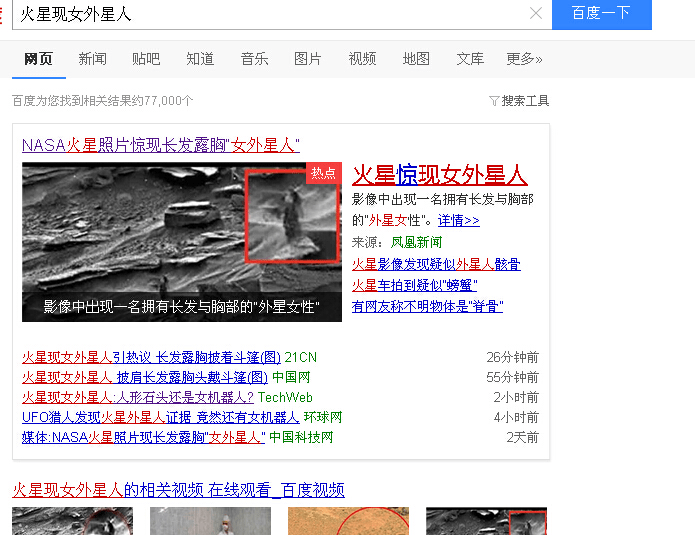 火星现女外星人
百度一下
网页 新闻 贴吧 知道 音乐 图片 视频 地图 文库 更多»
百度为您找到相关结果约77,000个 搜索工具
NASA火星照片惊现长发露胸"女外星人"
热点
火星惊现女外星人
影像中出现一名拥有长发与胸部
的"外星女性"。详情>>
来源：凤凰新闻
火星影像发现疑似外星人骸骨
火星车拍到疑似"螃蟹"
有网友称不明物体是"脊骨"
影像中出现一名拥有长发与胸部的"外星女性"
火星现女外星人引热议 长发露胸披着斗篷(图) 21CN 26分钟前
火星现女外星人 披肩长发露胸头戴斗篷(图) 中国网 55分钟前
火星现女外星人:人形石头还是女机器人? TechWeb 2小时前
UFO猎人发现火星外星人证据 竟然还有女机器人 环球网 4小时前
媒体:NASA火星照片现长发露胸"女外星人" 中国科技网 2天前
火星现女外星人的相关视频 在线观看_百度视频